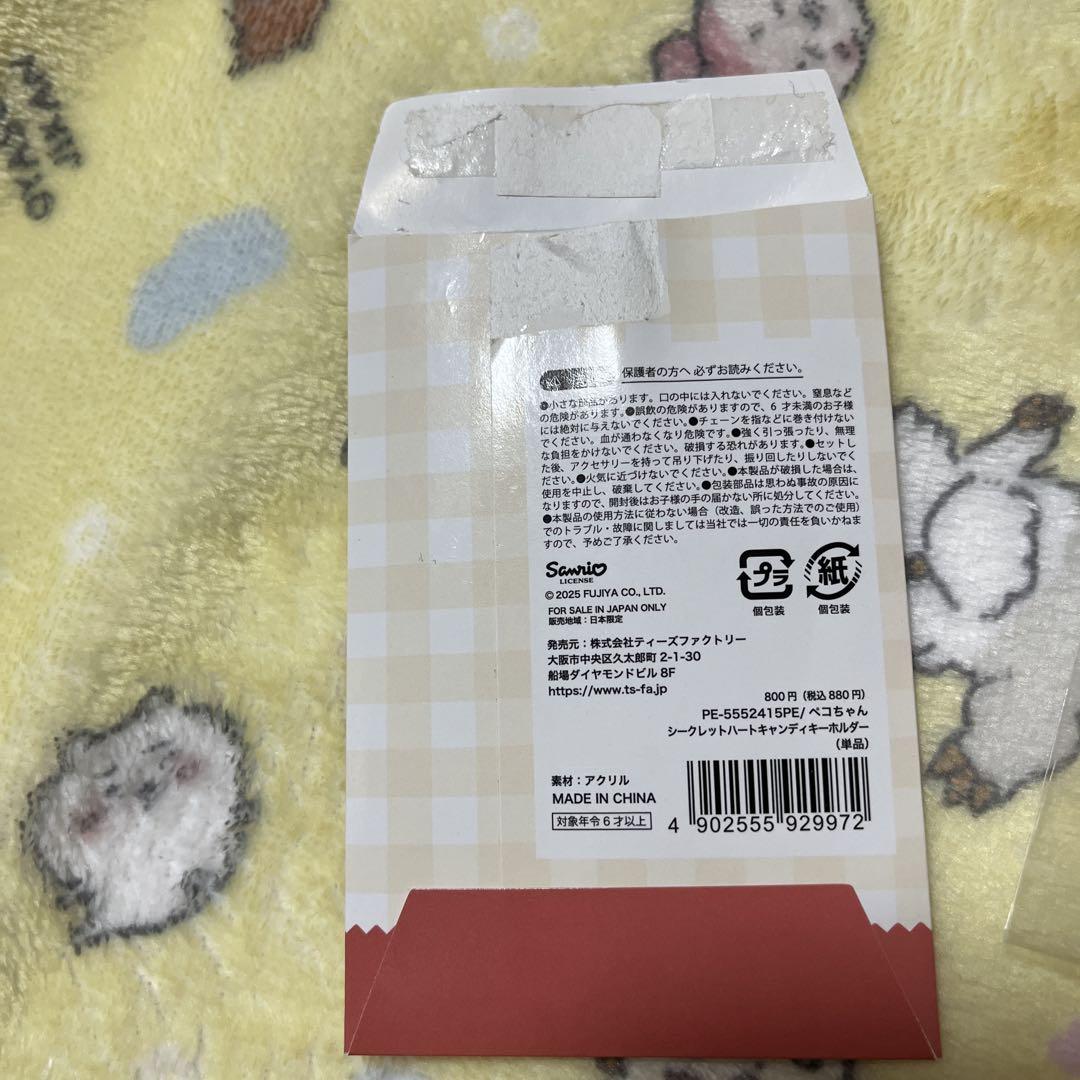 保護者の方へ 必ずお読みください。
●小さな部品があります。口の中には入れないでください。窒息など
の危険があります。●誤飲の危険がありますので、6 才未満のお子様
には絶対に与えないでください。●チェーンを指などに巻き付けない
でください。血が通わなくなり危険です。●強く引っ張ったり、無理
な負担をかけないでください。破損する恐れがあります。●セットし
た後、アクセサリーを持って吊り下げたり、振り回したりしないでく
ださい。●火気に近づけないでください。●本製品が破損した場合は、
使用を中止し、破棄してください。●包装部品は思わぬ事故の原因に
なりますので、開封後はお子様の手の届かない所に処分してください。
●本製品の使用方法に従わない場合（改造、誤った方法でのご使用）
でのトラブル・故障に関しましては当社では一切の責任を負いかねま
すので、予めご了承ください。
Sanrio
LICENSE
© 2025 FUJIYA CO., LTD.
FOR SALE IN JAPAN ONLY
販売地域：日本限定
プラ
個包装
紙
個包装
発売元：株式会社ティーズファクトリー
大阪市中央区久太郎町 2-1-30
船場ダイヤモンドビル 8F
https://www.ts-fa.jp
800 円（税込 880 円）
PE-5552415PE/ ペコちゃん
シークレットハートキャンディキーホルダー
（単品）
素材：アクリル
MADE IN CHINA
対象年令 6 才以上
4 902555 929972